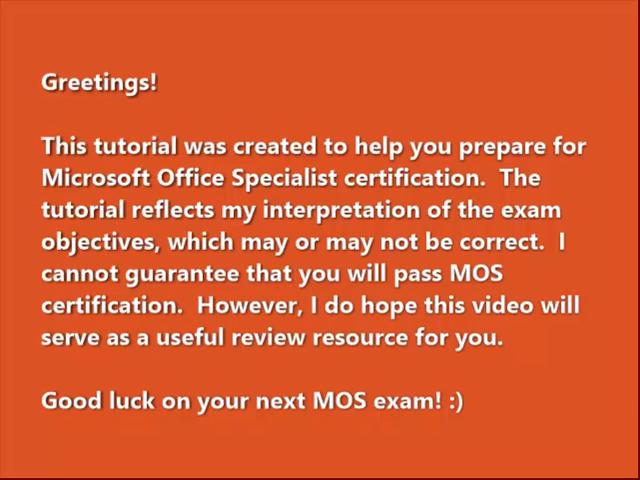 Greetings!
This tutorial was created to help you prepare for
Microsoft Office Specialist certification.  The
tutorial reflects my interpretation of the exam
objectives, which may or may not be correct.  I
cannot guarantee that you will pass MOS
certification.  However, I do hope this video will
serve as a useful review resource for you.
Good luck on your next MOS exam! :)